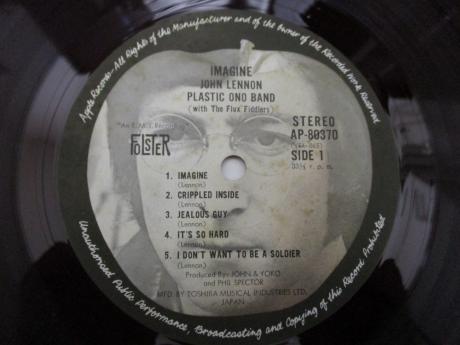 Apple Records-All Rights of the Manufacturer and of the Owner of the Recorded Work Reserved
IMAGINE
JOHN LENNON
PLASTIC ONO BAND
(with The Flux Fiddlers)
STEREO
AP-80370
SIDE 1
33⅓ r.p.m.
1. IMAGINE
(Lennon)
2. CRIPPLED INSIDE
(Lennon)
3. JEALOUS GUY
(Lennon)
4. IT'S SO HARD
(Lennon)
5. I DON'T WANT TO BE A SOLDIER
(Lennon)
Produced By: JOHN & YOKO
and PHIL SPECTOR
MFD. BY TOSHIBA MUSICAL INDUSTRIES LTD.
JAPAN
Unauthorised Public Performance, Broadcasting and Copying of this Record Prohibited